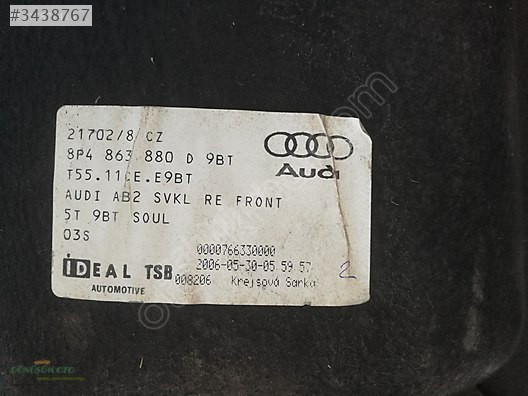 #3438767
21702/8 CZ
8P4 863 880 D 9BT
T55.11CE.E9BT
AUDI AB2 SVKL RE FRONT
5T 9BT SOUL
03S
Audi
0000766330000
2006-05-30-05 59 57
008206 Krejsová Sarka
IDEAL TSB
AUTOMOTIVE
2